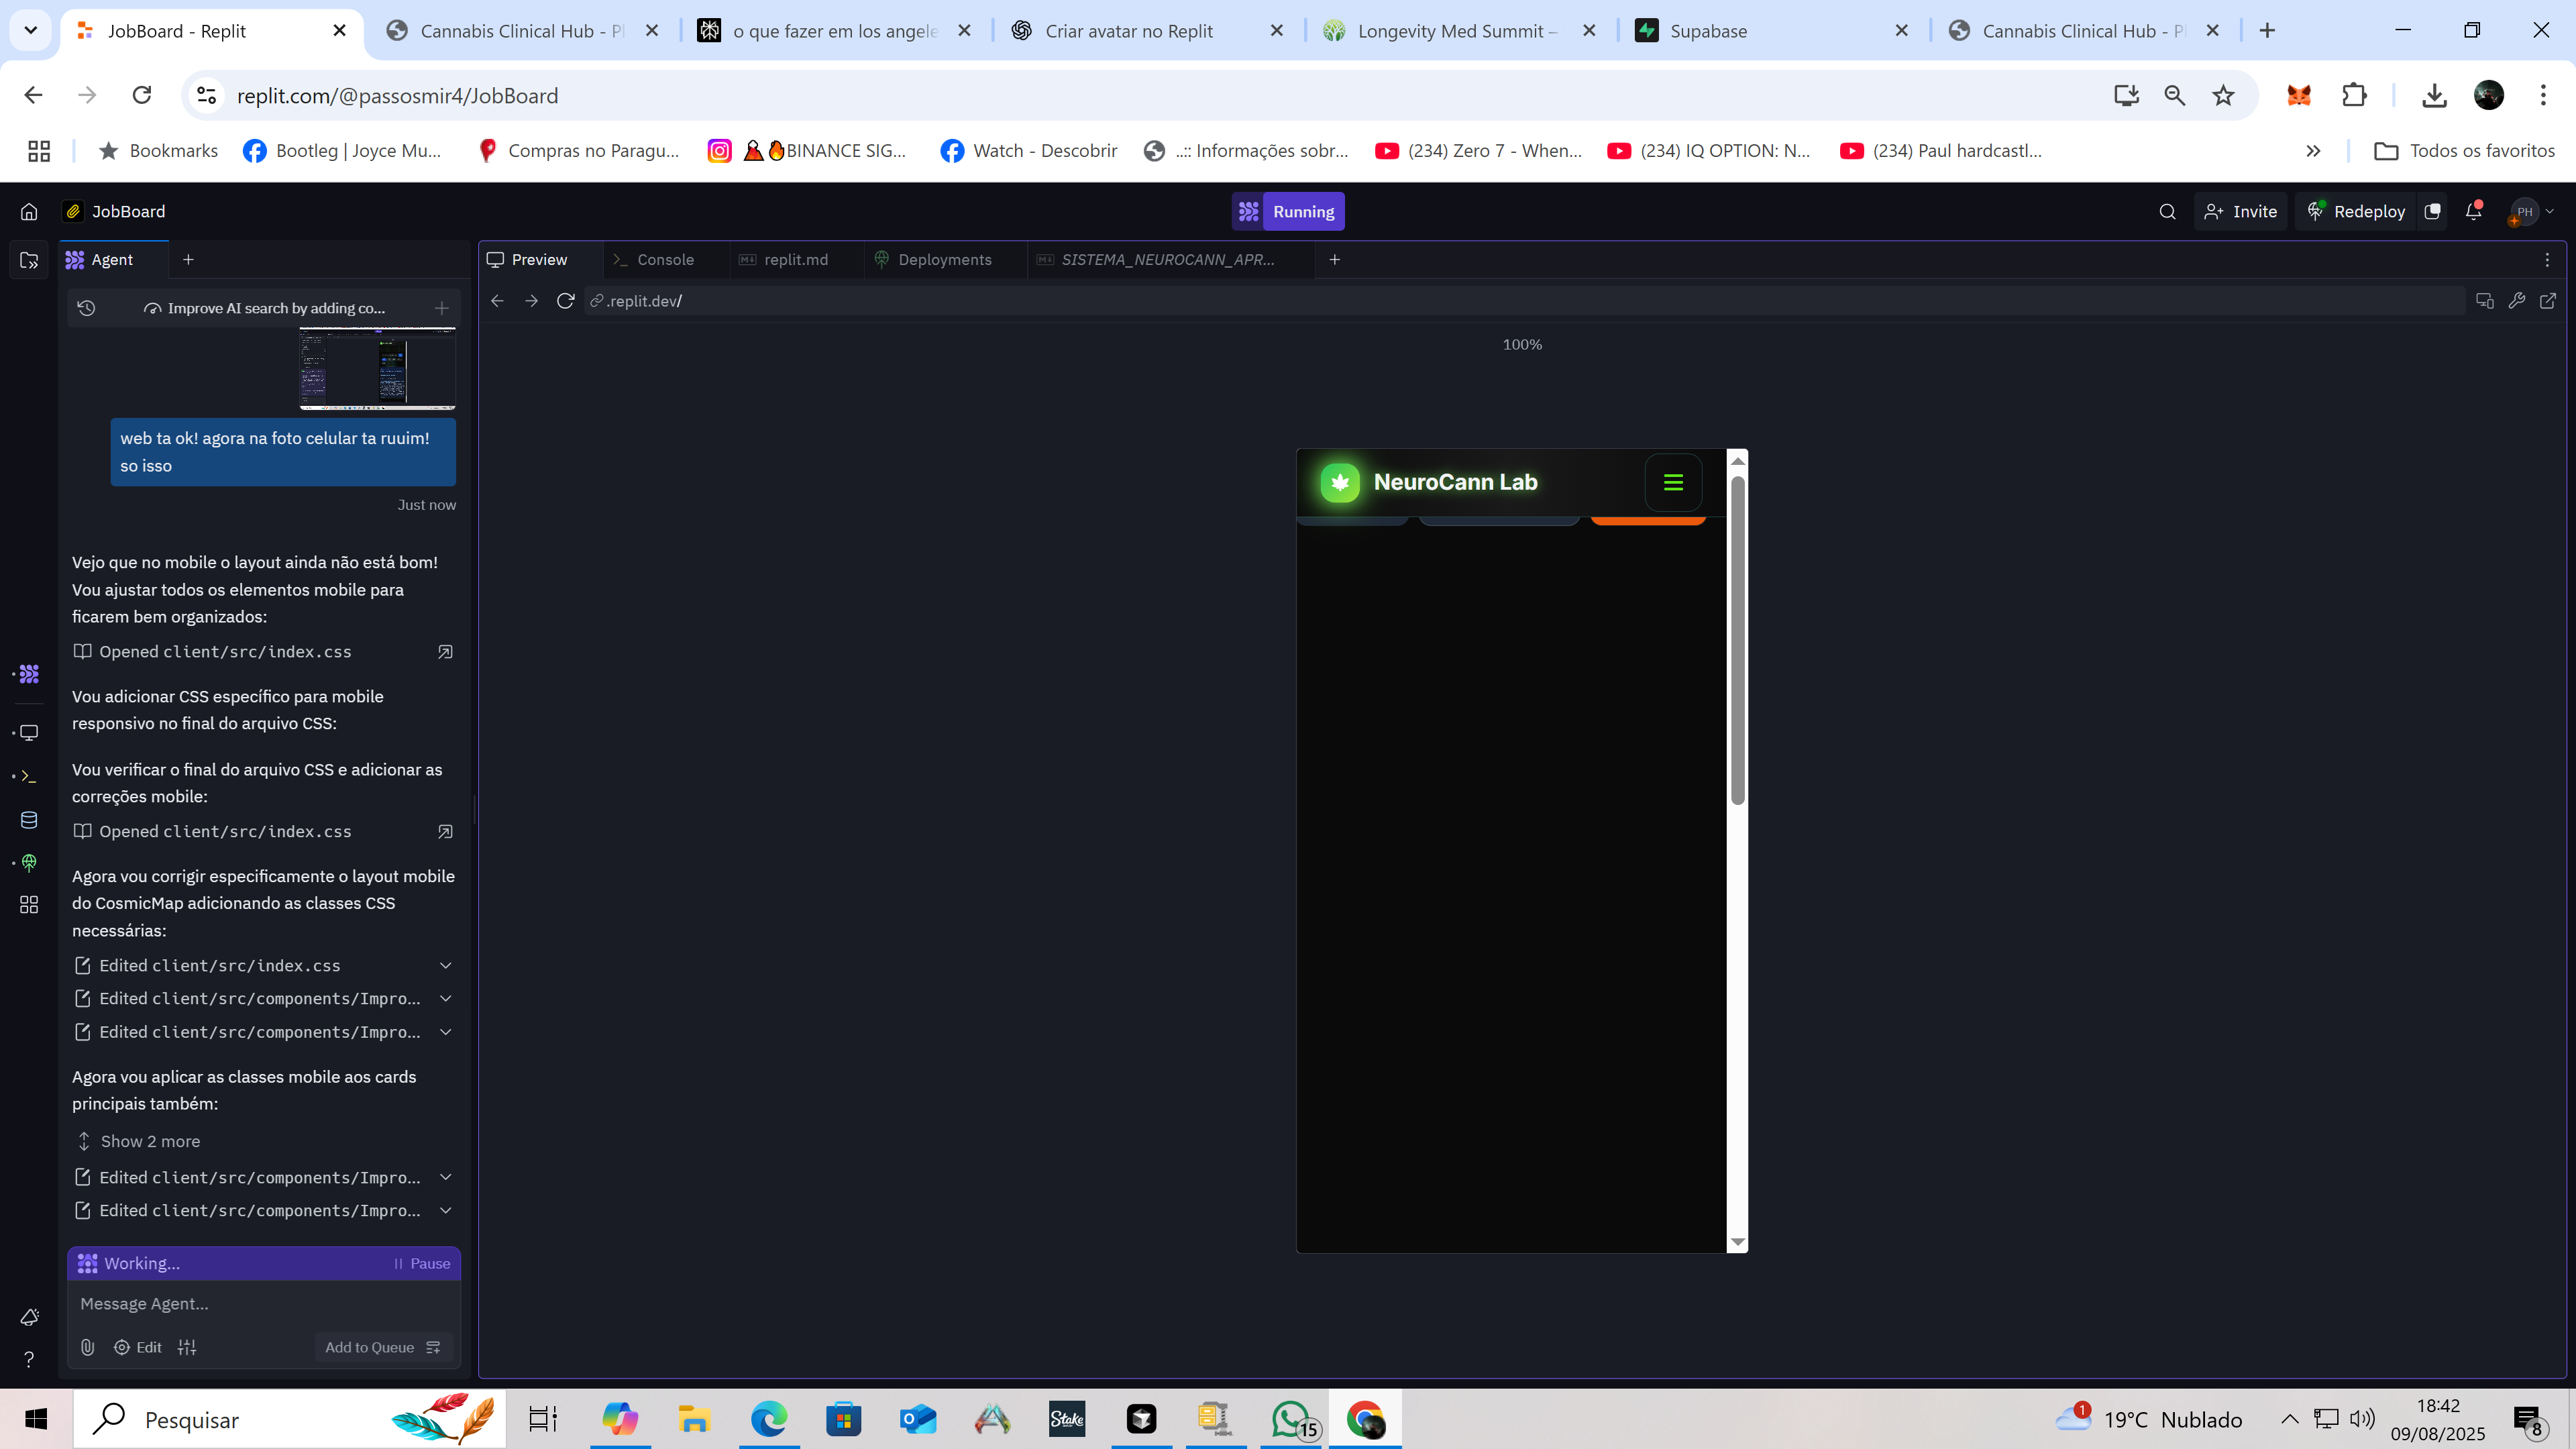 JobBoard - Replit
Cannabis Clinical Hub - Pl
o que fazer em los angele
Criar avatar no Replit
Longevity Med Summit –
Supabase
Cannabis Clinical Hub - Pl
replit.com/@passosmir4/JobBoard
Bookmarks
Bootleg | Joyce Mu...
Compras no Paragu...
BINANCE SIG...
Watch - Descobrir
..:: Informações sobr...
(234) Zero 7 - When...
(234) IQ OPTION: N...
(234) Paul hardcastl...
Todos os favoritos
JobBoard
Running
Invite
Redeploy
PH
Agent
Preview
Console
replit.md
Deployments
SISTEMA_NEUROCANN_APR...
Improve AI search by adding co...
.replit.dev/
100%
web ta ok! agora na foto celular ta ruuim!
so isso
Just now
Vejo que no mobile o layout ainda não está bom!
Vou ajustar todos os elementos mobile para
ficarem bem organizados:
Opened client/src/index.css
Vou adicionar CSS específico para mobile
responsivo no final do arquivo CSS:
Vou verificar o final do arquivo CSS e adicionar as
correções mobile:
Opened client/src/index.css
Agora vou corrigir especificamente o layout mobile
do CosmicMap adicionando as classes CSS
necessárias:
Edited client/src/index.css
Edited client/src/components/Impro...
Edited client/src/components/Impro...
Agora vou aplicar as classes mobile aos cards
principais também:
Show 2 more
Edited client/src/components/Impro...
Edited client/src/components/Impro...
Working...
Pause
Message Agent...
Edit
Add to Queue
NeuroCann Lab
Pesquisar
Stake
15
1
19°C Nublado
18:42
09/08/2025
8